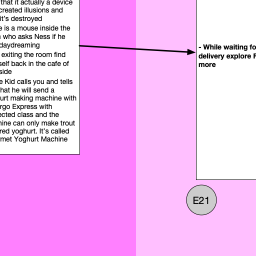 that it actually a device
created illusions and
it's destroyed
e is a mouse inside the
who asks Ness if he
daydreaming
exiting the room find
self back in the cafe of
side
e Kid calls you and tells
hat he will send a
urt making machine with
rgo Express with
ected class and the
hine can only make trout
red yoghurt. It's called
met Yoghurt Machine
- While waiting fo
delivery explore F
more
E21